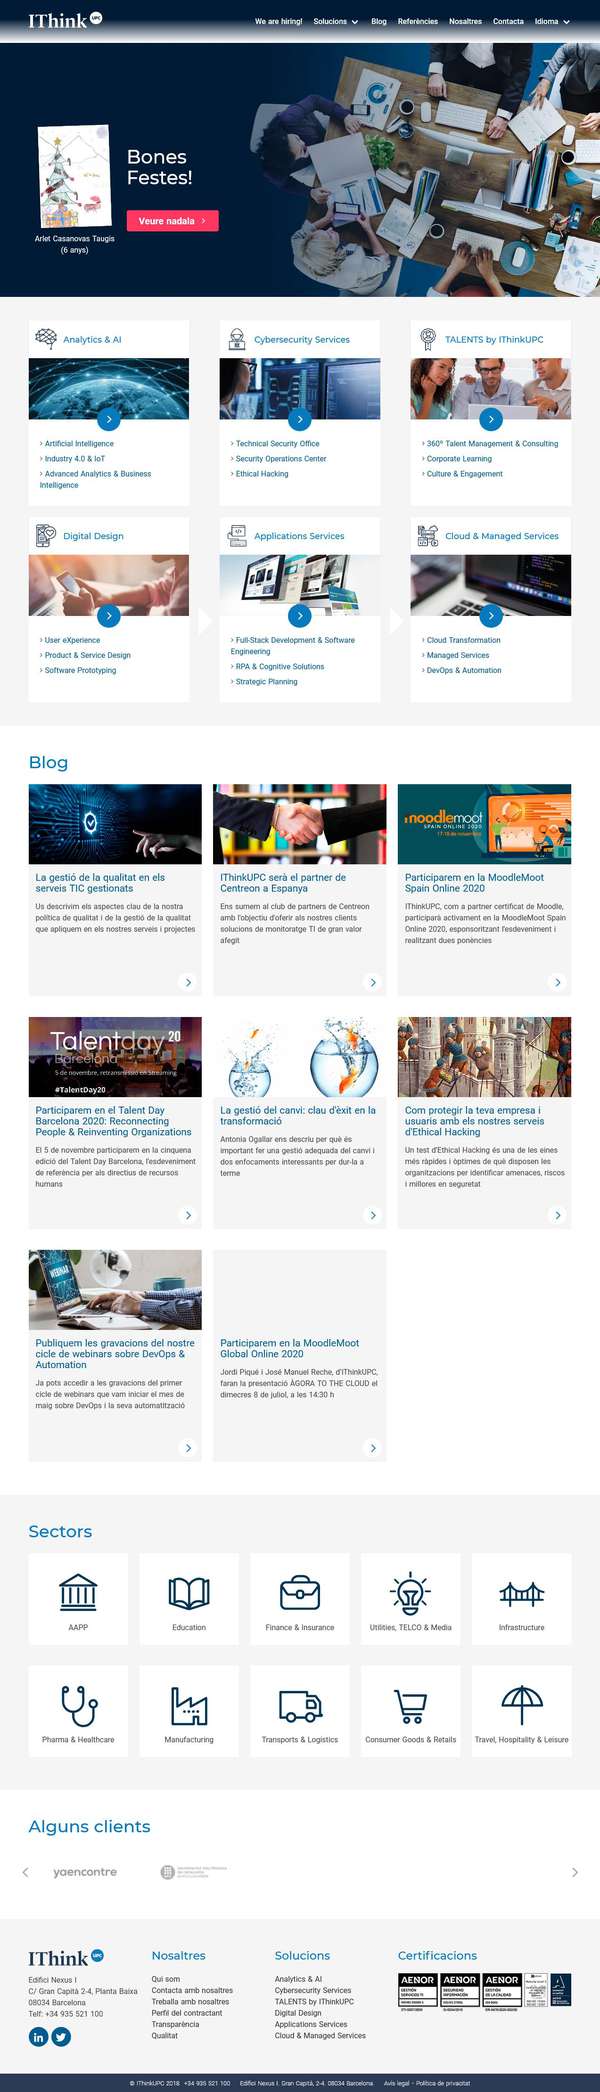 IThink UPC
We are hiring! Solucions Blog Referències Nosaltres Contacta Idioma
Bones
Festes!
Veure nadala
Arlet Casanovas Taugis
(6 anys)
Analytics & AI
Artificial Intelligence
Industry 4.0 & IoT
Advanced Analytics & Business
Intelligence
Cybersecurity Services
Technical Security Office
Security Operations Center
Ethical Hacking
TALENTS by IThinkUPC
360º Talent Management & Consulting
Corporate Learning
Culture & Engagement
Digital Design
User eXperience
Product & Service Design
Software Prototyping
Applications Services
Full-Stack Development & Software
Engineering
RPA & Cognitive Solutions
Strategic Planning
Cloud & Managed Services
Cloud Transformation
Managed Services
DevOps & Automation
Blog
La gestió de la qualitat en els
serveis TIC gestionats
Us descrivim els aspectes clau de la nostra
política de qualitat i de la gestió de la qualitat
que apliquem en els nostres serveis i projectes
IThinkUPC serà el partner de
Centreon a Espanya
Ens sumem al club de partners de Centreon
amb l'objectiu d'oferir als nostres clients
solucions de monitoratge TI de gran valor
afegit
moodlemoot
SPAIN ONLINE 2020
17-18 de novembre
Participarem en la MoodleMoot
Spain Online 2020
IThinkUPC, com a partner certificat de Moodle,
participarà activament en la MoodleMoot Spain
Online 2020, esponsoritzant l'esdeveniment i
realitzant dues ponències
Talentday 20
Barcelona
5 de novembre, retransmissió en streaming
#TalentDay20
Participarem en el Talent Day
Barcelona 2020: Reconnecting
People & Reinventing Organizations
El 5 de novembre participarem en la cinquena
edició del Talent Day Barcelona, l'esdeveniment
de referència per als directius de recursos
humans
La gestió del canvi: clau d'èxit en la
transformació
Antonia Ogallar ens descriu per què és
important fer una gestió adequada del canvi i
dos enfocaments interessants per dur-la a
terme
Com protegir la teva empresa i
usuaris amb els nostres serveis
d'Ethical Hacking
Un test d'Ethical Hacking és una de les eines
més ràpides i òptimes de què disposen les
organitzacions per identificar amenaces, riscos
i millores en seguretat
WEBINAR
Publiquem les gravacions del nostre
cicle de webinars sobre DevOps &
Automation
Ja pots accedir a les gravacions del primer
cicle de webinars que vam iniciar el mes de
maig sobre DevOps i la seva automatització
Participarem en la MoodleMoot
Global Online 2020
Jordi Piqué i José Manuel Reche, d'IThinkUPC,
faran la presentació ÀGORA TO THE CLOUD el
dimecres 8 de juliol, a les 14:30 h
Sectors
AAPP
Education
Finance & Insurance
Utilities, TELCO & Media
Infrastructure
Pharma & Healthcare
Manufacturing
Transports & Logistics
Consumer Goods & Retails
Travel, Hospitality & Leisure
Alguns clients
yaencontre
IThink UPC
Edifici Nexus I
C/ Gran Capità 2-4, Planta Baixa
08034 Barcelona
Telf: +34 935 521 100
Nosaltres
Qui som
Contacta amb nosaltres
Treballa amb nosaltres
Perfil del contractant
Transparència
Qualitat
Solucions
Analytics & AI
Cybersecurity Services
TALENTS by IThinkUPC
Digital Design
Applications Services
Cloud & Managed Services
Certificacions
AENOR AENOR AENOR
© IThinkUPC 2018 +34 935 521 100 Edifici Nexus I, Gran Capità, 2-4. 08034 Barcelona. Avís legal - Política de privacitat